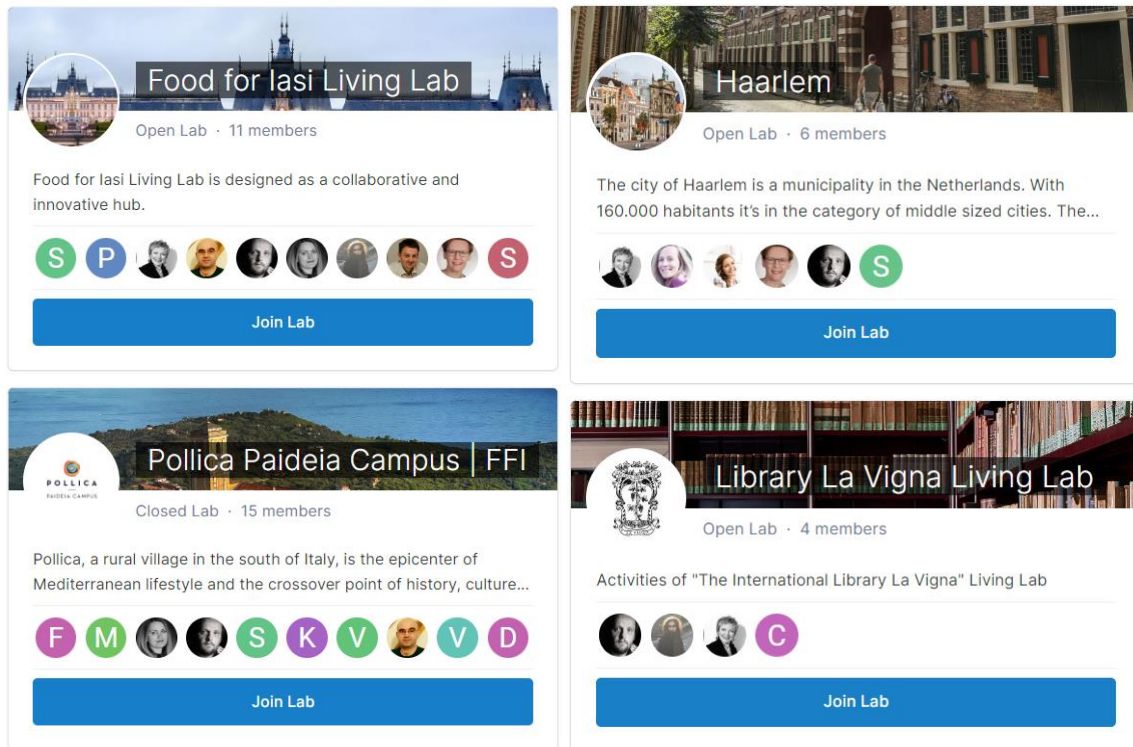 Food for Iasi Living Lab
Open Lab · 11 members
Food for Iasi Living Lab is designed as a collaborative and
innovative hub.
S P S
Join Lab
Haarlem
Open Lab · 6 members
The city of Haarlem is a municipality in the Netherlands. With
160.000 habitants it's in the category of middle sized cities. The...
S
Join Lab
POLLICA
PAIDEIA CAMPUS
Pollica Paideia Campus | FFI
Closed Lab · 15 members
Pollica, a rural village in the south of Italy, is the epicenter of
Mediterranean lifestyle and the crossover point of history, culture...
F M S K V V D
Join Lab
Library La Vigna Living Lab
Open Lab · 4 members
Activities of "The International Library La Vigna" Living Lab
C
Join Lab